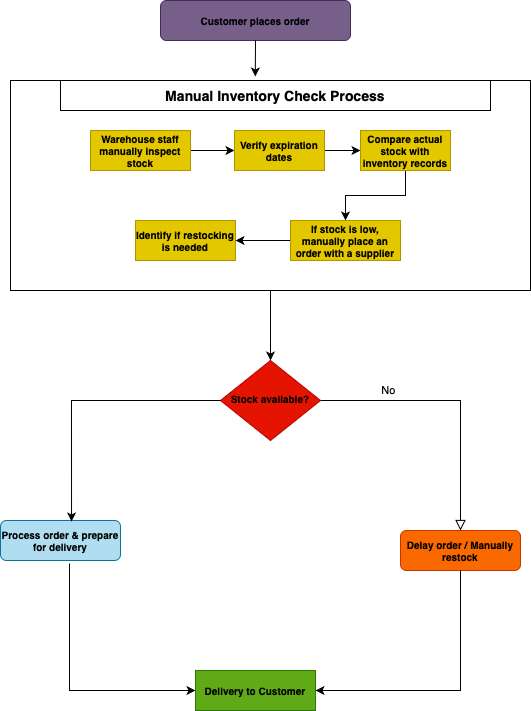 Customer places order
Manual Inventory Check Process
Warehouse staff
manually inspect
stock
Verify expiration
dates
Compare actual
stock with
inventory records
Identify if restocking
is needed
If stock is low,
manually place an
order with a supplier
Stock available?
No
Process order & prepare
for delivery
Delay order / Manually
restock
Delivery to Customer